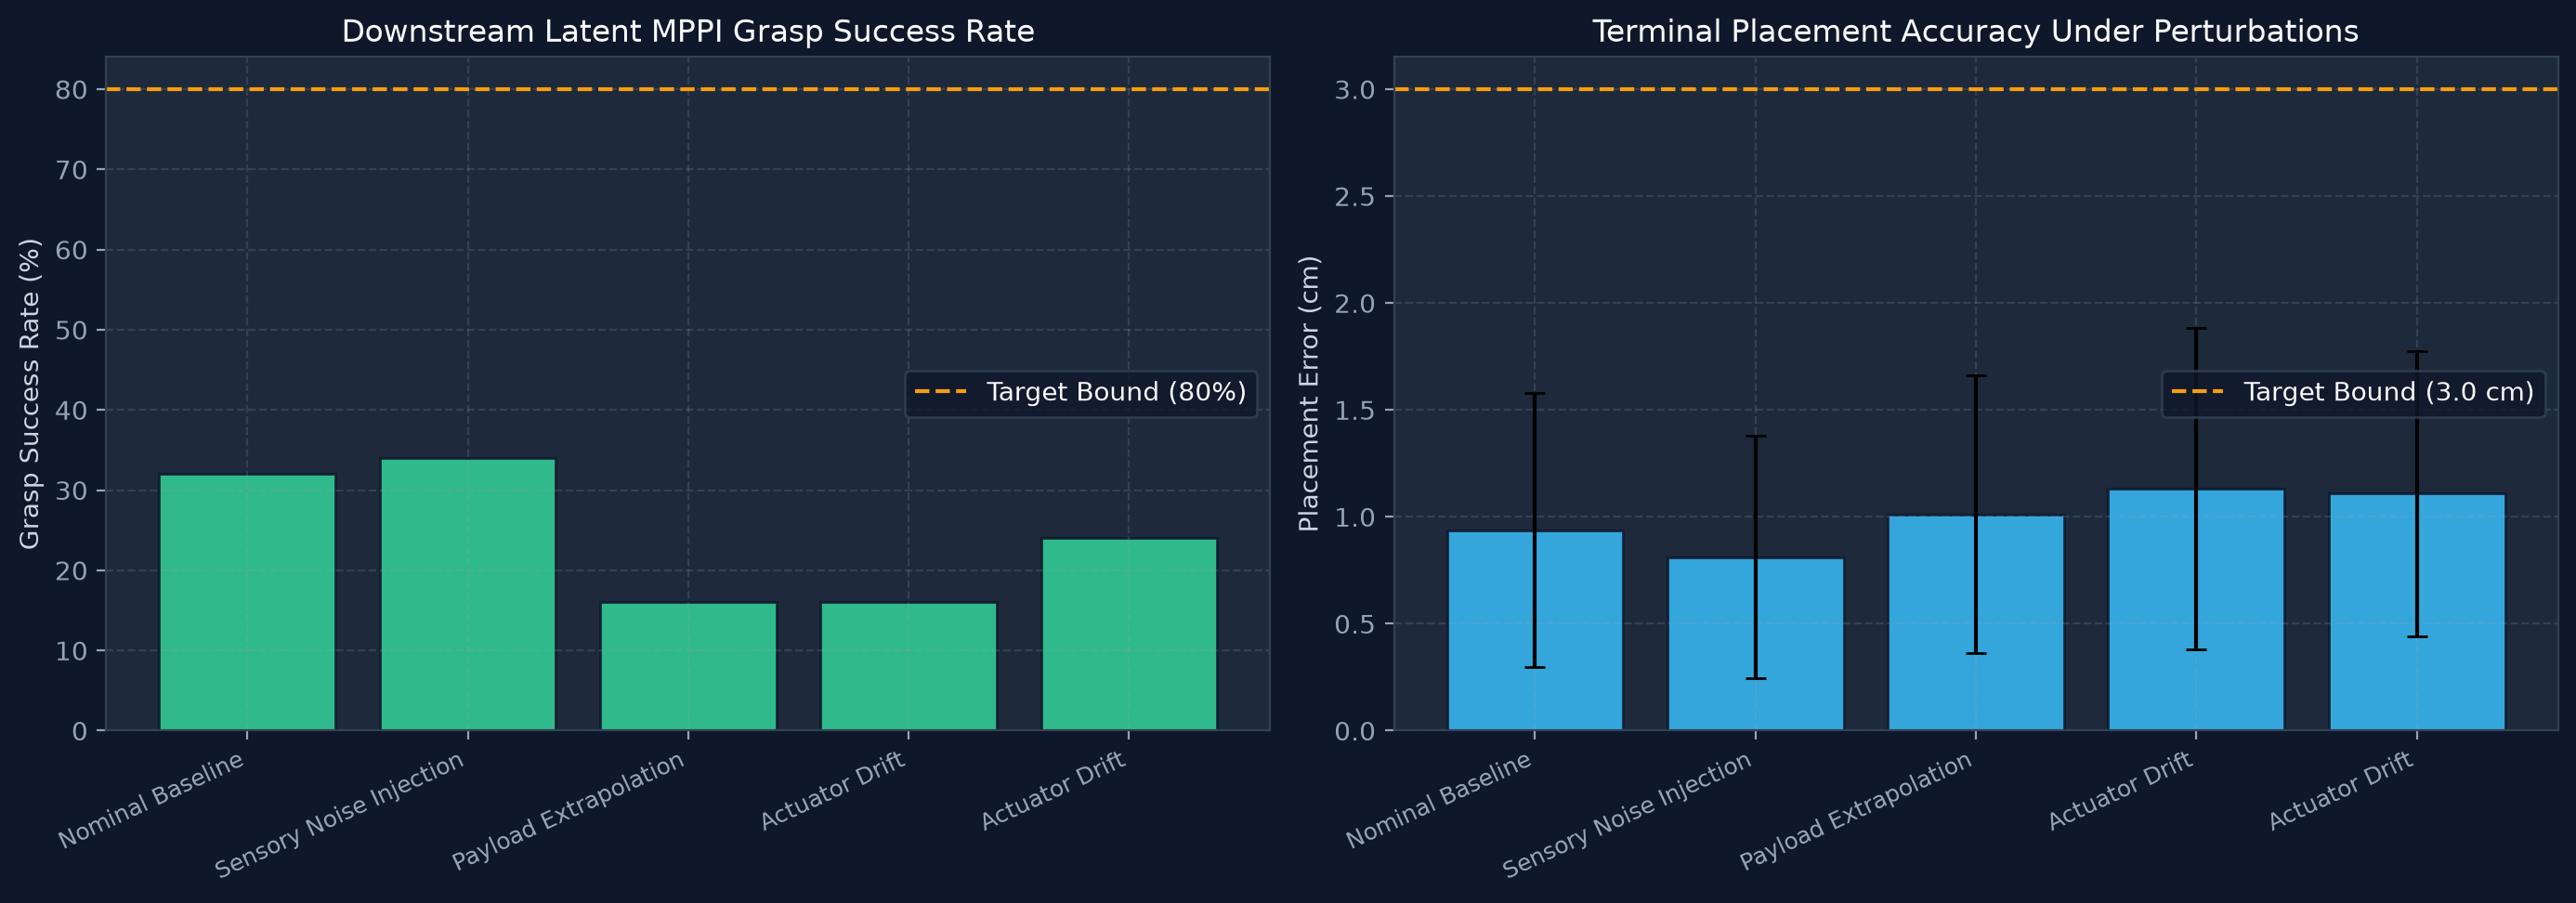 Downstream Latent MPPI Grasp Success Rate
Grasp Success Rate (%)
80
70
60
50
40
30
20
10
0
Target Bound (80%)
Nominal Baseline
Sensory Noise Injection
Payload Extrapolation
Actuator Drift
Actuator Drift
Terminal Placement Accuracy Under Perturbations
Placement Error (cm)
3.0
2.5
2.0
1.5
1.0
0.5
0.0
Target Bound (3.0 cm)
Nominal Baseline
Sensory Noise Injection
Payload Extrapolation
Actuator Drift
Actuator Drift